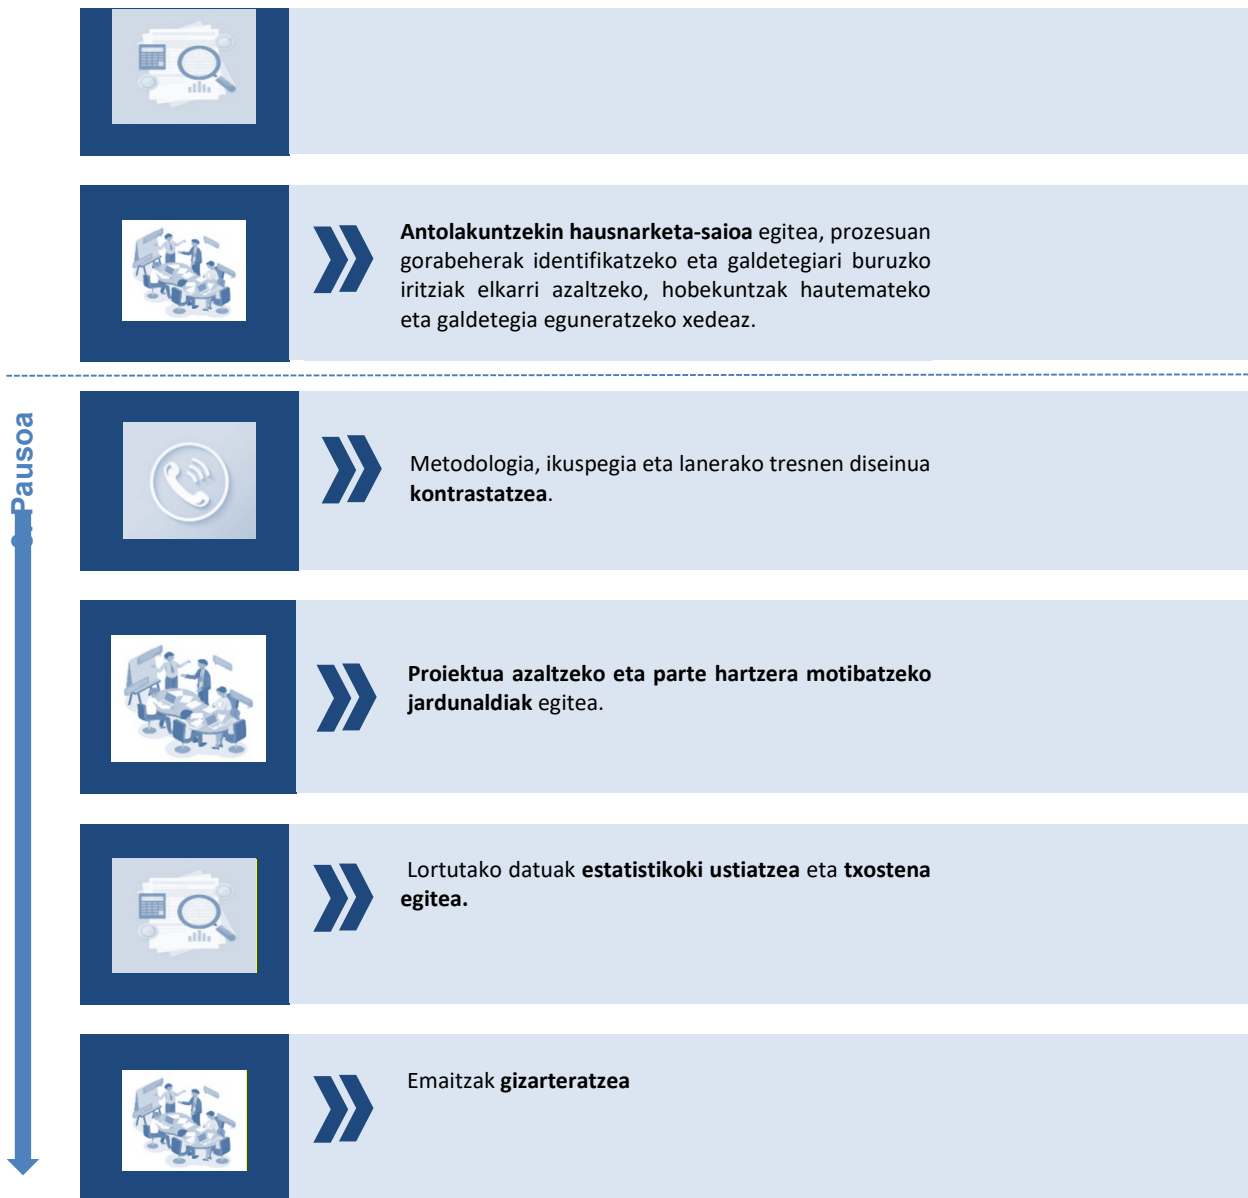 Antolakuntzekin hausnarketa-saioa egitea, prozesuan
gorabeherak identifikatzeko eta galdetegiari buruzko
iritziak elkarri azaltzeko, hobekuntzak hautemateko
eta galdetegia eguneratzeko xedeaz.
Pausoa
Metodologia, ikuspegia eta lanerako tresnen diseinua
kontrastatzea.
Proiektua azaltzeko eta parte hartzera motibatzeko
jardunaldiak egitea.
Lortutako datuak estatistikoki ustiatzea eta txostena
egitea.
Emaitzak gizarteratzea